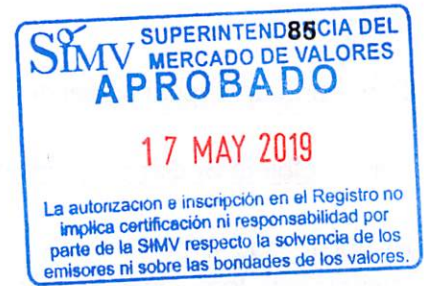 SIMV SUPERINTEND85CIA DEL
MERCADO DE VALORES
APROBADO
17 MAY 2019
La autorización e inscripción en el Registro no
implica certificación ni responsabilidad por
parte de la SIMV respecto la solvencia de los
emisores ni sobre las bondades de los valores.